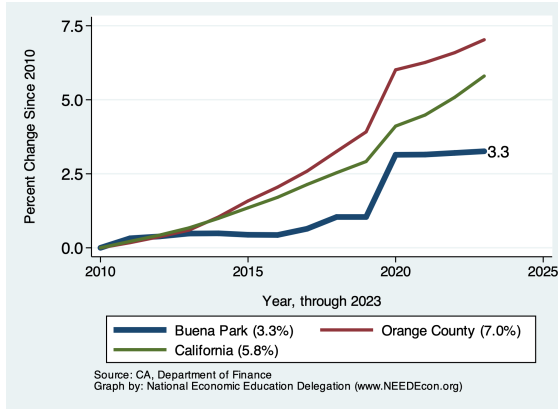 7.5
5.0
2.5
0.0
Percent Change Since 2010
3.3
2010 2015 2020 2025
Year, through 2023
Buena Park (3.3%) Orange County (7.0%)
California (5.8%)
Source: CA, Department of Finance
Graph by: National Economic Education Delegation (www.NEEDEcon.org)